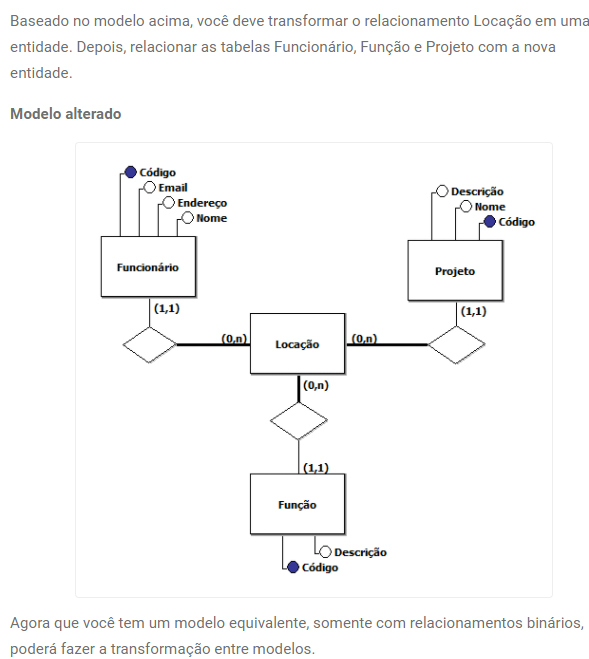 Baseado no modelo acima, você deve transformar o relacionamento Locação em uma
entidade. Depois, relacionar as tabelas Funcionário, Função e Projeto com a nova
entidade.
Modelo alterado
Código
Email
Endereço
Nome
Descrição
Nome
Código
Funcionário
Projeto
(1,1)
(1,1)
(0,n)
Locação
(0,n)
(0,n)
(1,1)
Função
Descrição
Código
Agora que você tem um modelo equivalente, somente com relacionamentos binários,
poderá fazer a transformação entre modelos.